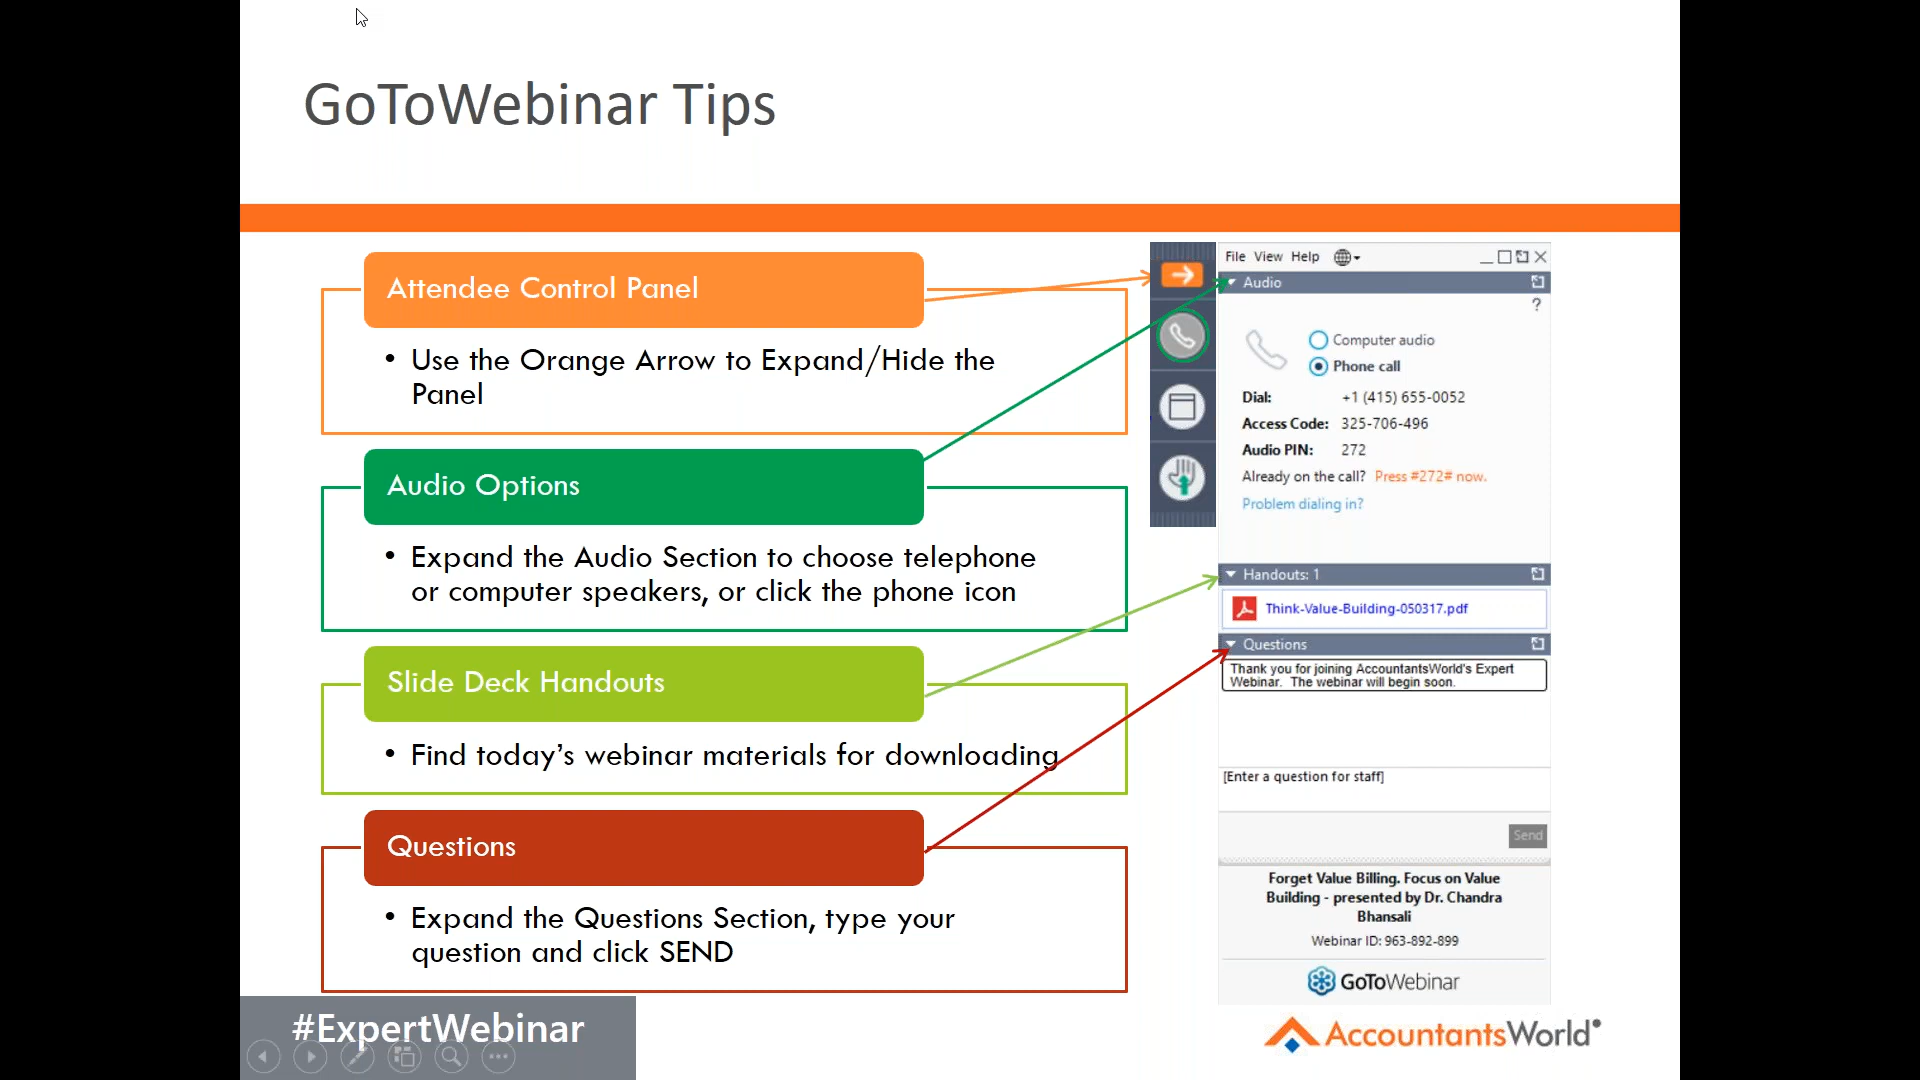 GoToWebinar Tips
Attendee Control Panel
• Use the Orange Arrow to Expand/Hide the
Panel
Audio Options
• Expand the Audio Section to choose telephone
or computer speakers, or click the phone icon
Slide Deck Handouts
• Find today’s webinar materials for downloading
Questions
• Expand the Questions Section, type your
question and click SEND
#ExpertWebinar
File View Help
Audio
?
Computer audio
Phone call
Dial: +1 (415) 655-0052
Access Code: 325-706-496
Audio PIN: 272
Already on the call? Press #272# now.
Problem dialing in?
Handouts: 1
Think-Value-Building-050317.pdf
Questions
Thank you for joining AccountantsWorld's Expert
Webinar. The webinar will begin soon.
[Enter a question for staff]
Send
Forget Value Billing. Focus on Value
Building - presented by Dr. Chandra
Bhansali
Webinar ID: 963-892-899
GoToWebinar
AccountantsWorld